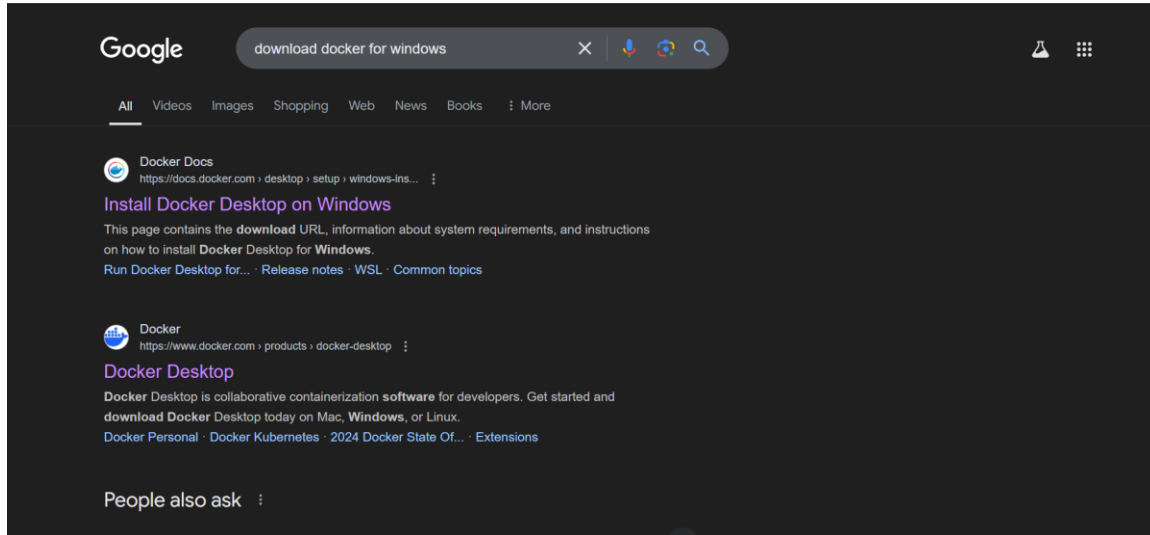 Google
download docker for windows
All Videos Images Shopping Web News Books More
Docker Docs
https://docs.docker.com › desktop › setup › windows-ins...
Install Docker Desktop on Windows
This page contains the download URL, information about system requirements, and instructions
on how to install Docker Desktop for Windows.
Run Docker Desktop for... · Release notes · WSL · Common topics
Docker
https://www.docker.com › products › docker-desktop
Docker Desktop
Docker Desktop is collaborative containerization software for developers. Get started and
download Docker Desktop today on Mac, Windows, or Linux.
Docker Personal · Docker Kubernetes · 2024 Docker State Of... · Extensions
People also ask